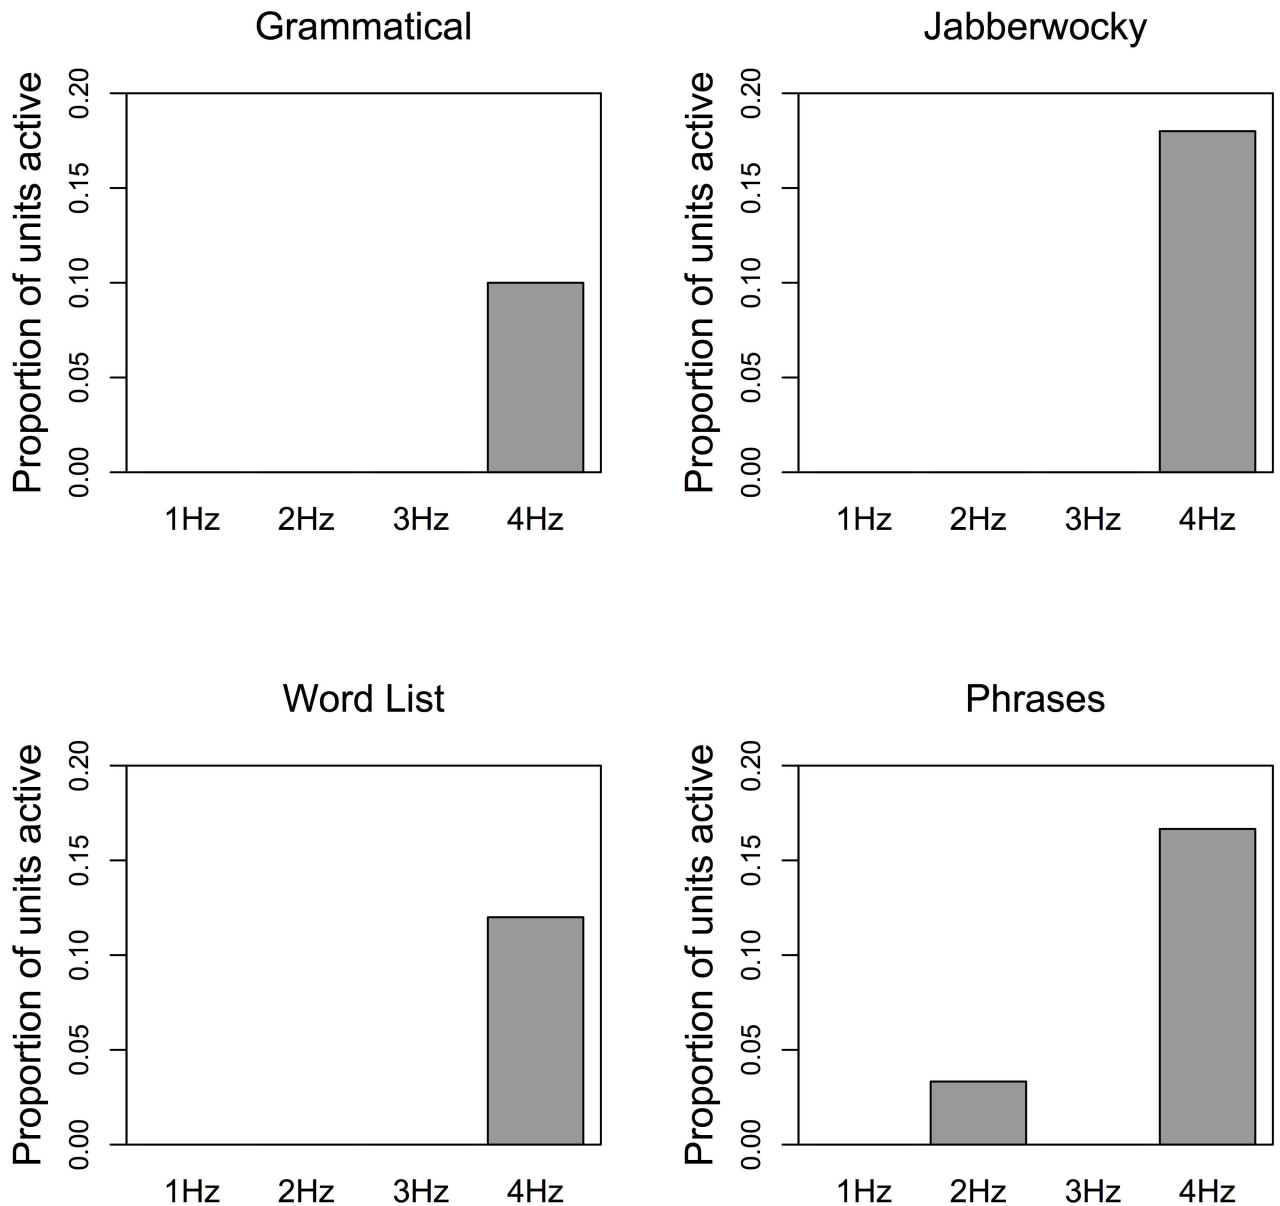 Grammatical
Proportion of units active
0.20
0.15
0.10
0.05
0.00
1Hz 2Hz 3Hz 4Hz
Jabberwocky
Proportion of units active
0.20
0.15
0.10
0.05
0.00
1Hz 2Hz 3Hz 4Hz
Word List
Proportion of units active
0.20
0.15
0.10
0.05
0.00
1Hz 2Hz 3Hz 4Hz
Phrases
Proportion of units active
0.20
0.15
0.10
0.05
0.00
1Hz 2Hz 3Hz 4Hz